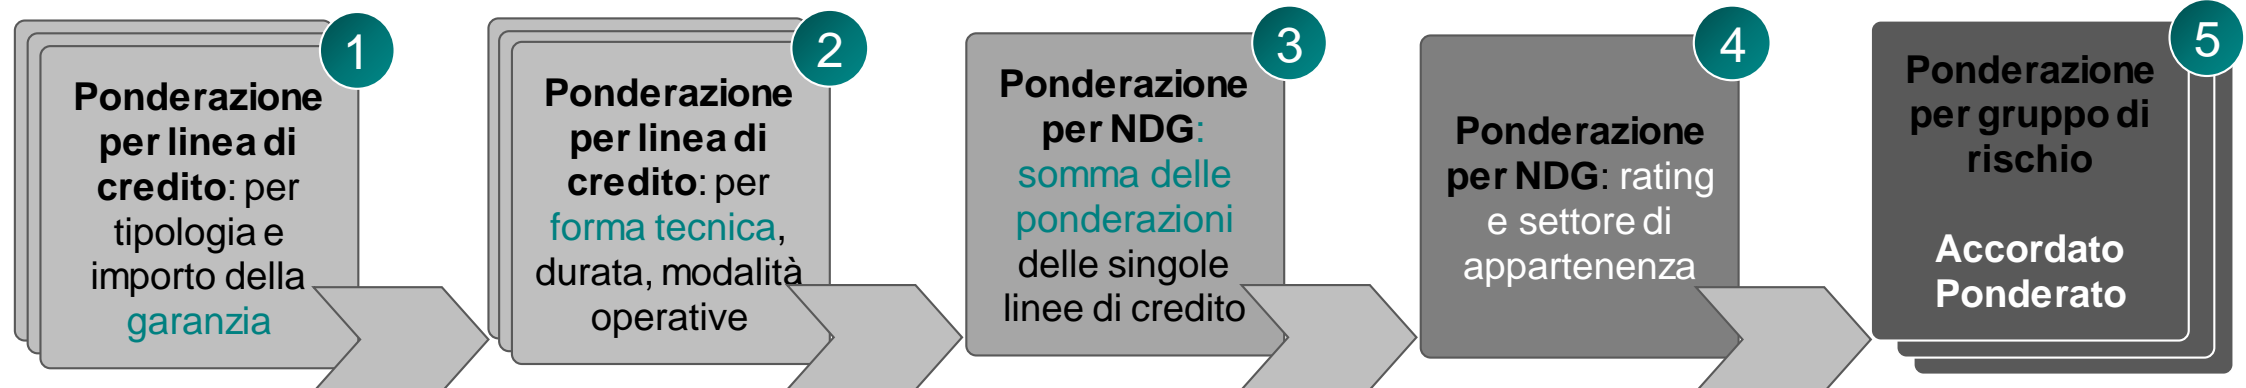 1
Ponderazione
per linea di
credito: per
tipologia e
importo della
garanzia
2
Ponderazione
per linea di
credito: per
forma tecnica,
durata, modalità
operative
3
Ponderazione
per NDG:
somma delle
ponderazioni
delle singole
linee di credito
4
Ponderazione
per NDG: rating
e settore di
appartenenza
5
Ponderazione
per gruppo di
rischio
Accordato
Ponderato